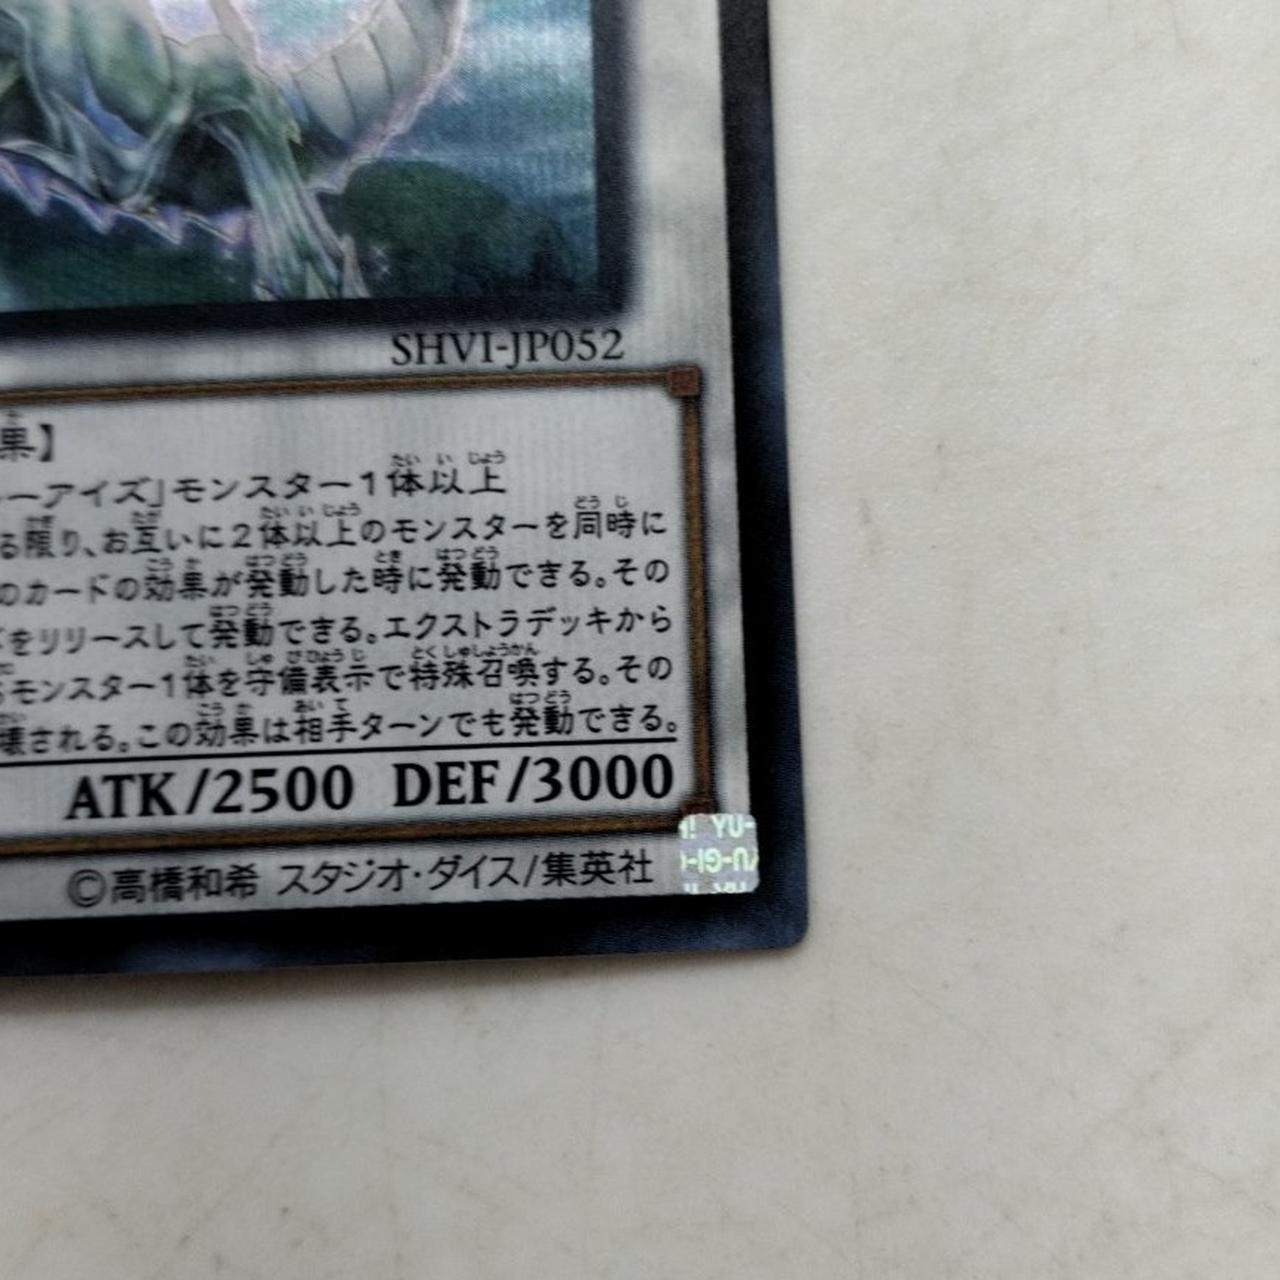 SHVI-JP052
果】
ーアイズ」モンスター1体以上
る限り、お互いに2体以上のモンスターを同時に
のカードの効果が発動した時に発動できる。その
をリリースして発動できる。エクストラデッキから
モンスター1体を守備表示で特殊召喚する。その
壊される。この効果は相手ターンでも発動できる。
ATK/2500 DEF/3000
©高橋和希 スタジオ・ダイス/集英社
YU-